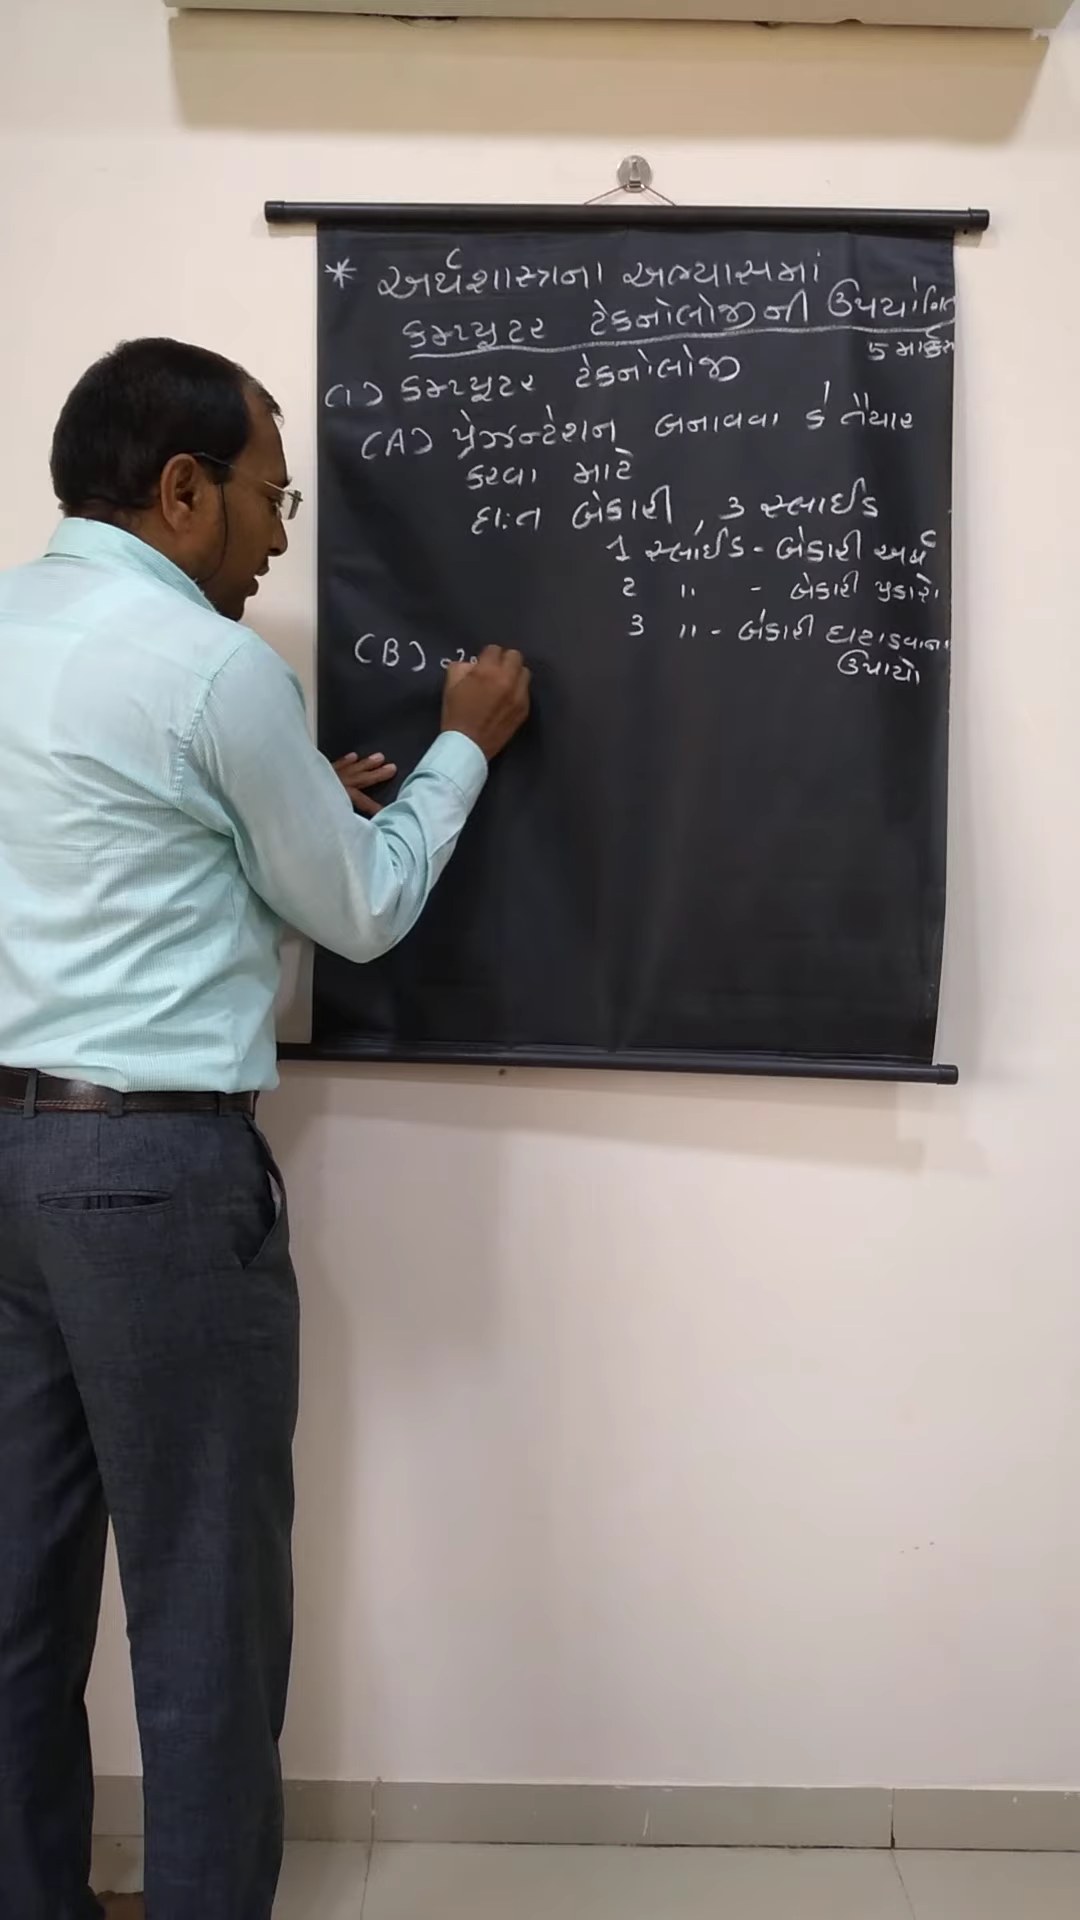 * અર્થશાસ્ત્રના અભ્યાસમાં
કમ્પ્યૂટર ટેકનોલોજીની ઉપયોગિત
5 માર્કસ
(1) કમ્પ્યૂટર ટેકનોલોજી
(A) પ્રેઝન્ટેશન બનાવવા કે તૈયાર
કરવા માટે
દા:ત બેકારી, 3 સ્લાઈડ
1 સ્લાઈડ - બેકારી અર્થ
2 " - બેકારી પ્રકારો
3 " - બેકારી ઘટાડવાના
ઉપાયો
(B)